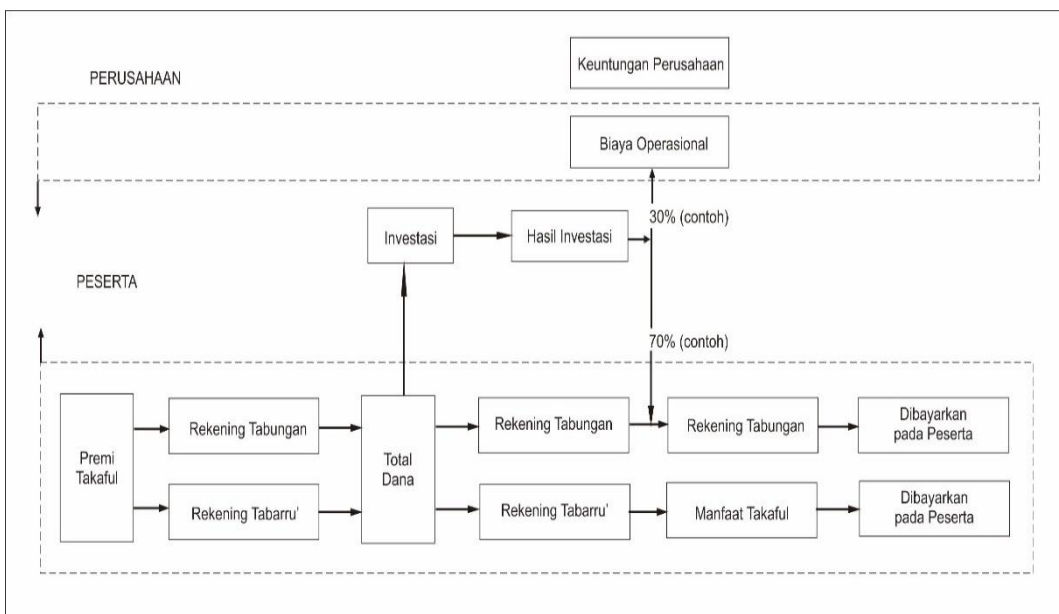 Keuntungan Perusahaan
PERUSAHAAN
Biaya Operasional
30% (contoh)
Investasi
Hasil Investasi
PESERTA
70% (contoh)
Premi
Takaful
Rekening Tabungan
Total
Dana
Rekening Tabungan
Rekening Tabungan
Dibayarkan
pada Peserta
Rekening Tabarru'
Rekening Tabarru'
Manfaat Takaful
Dibayarkan
pada Peserta